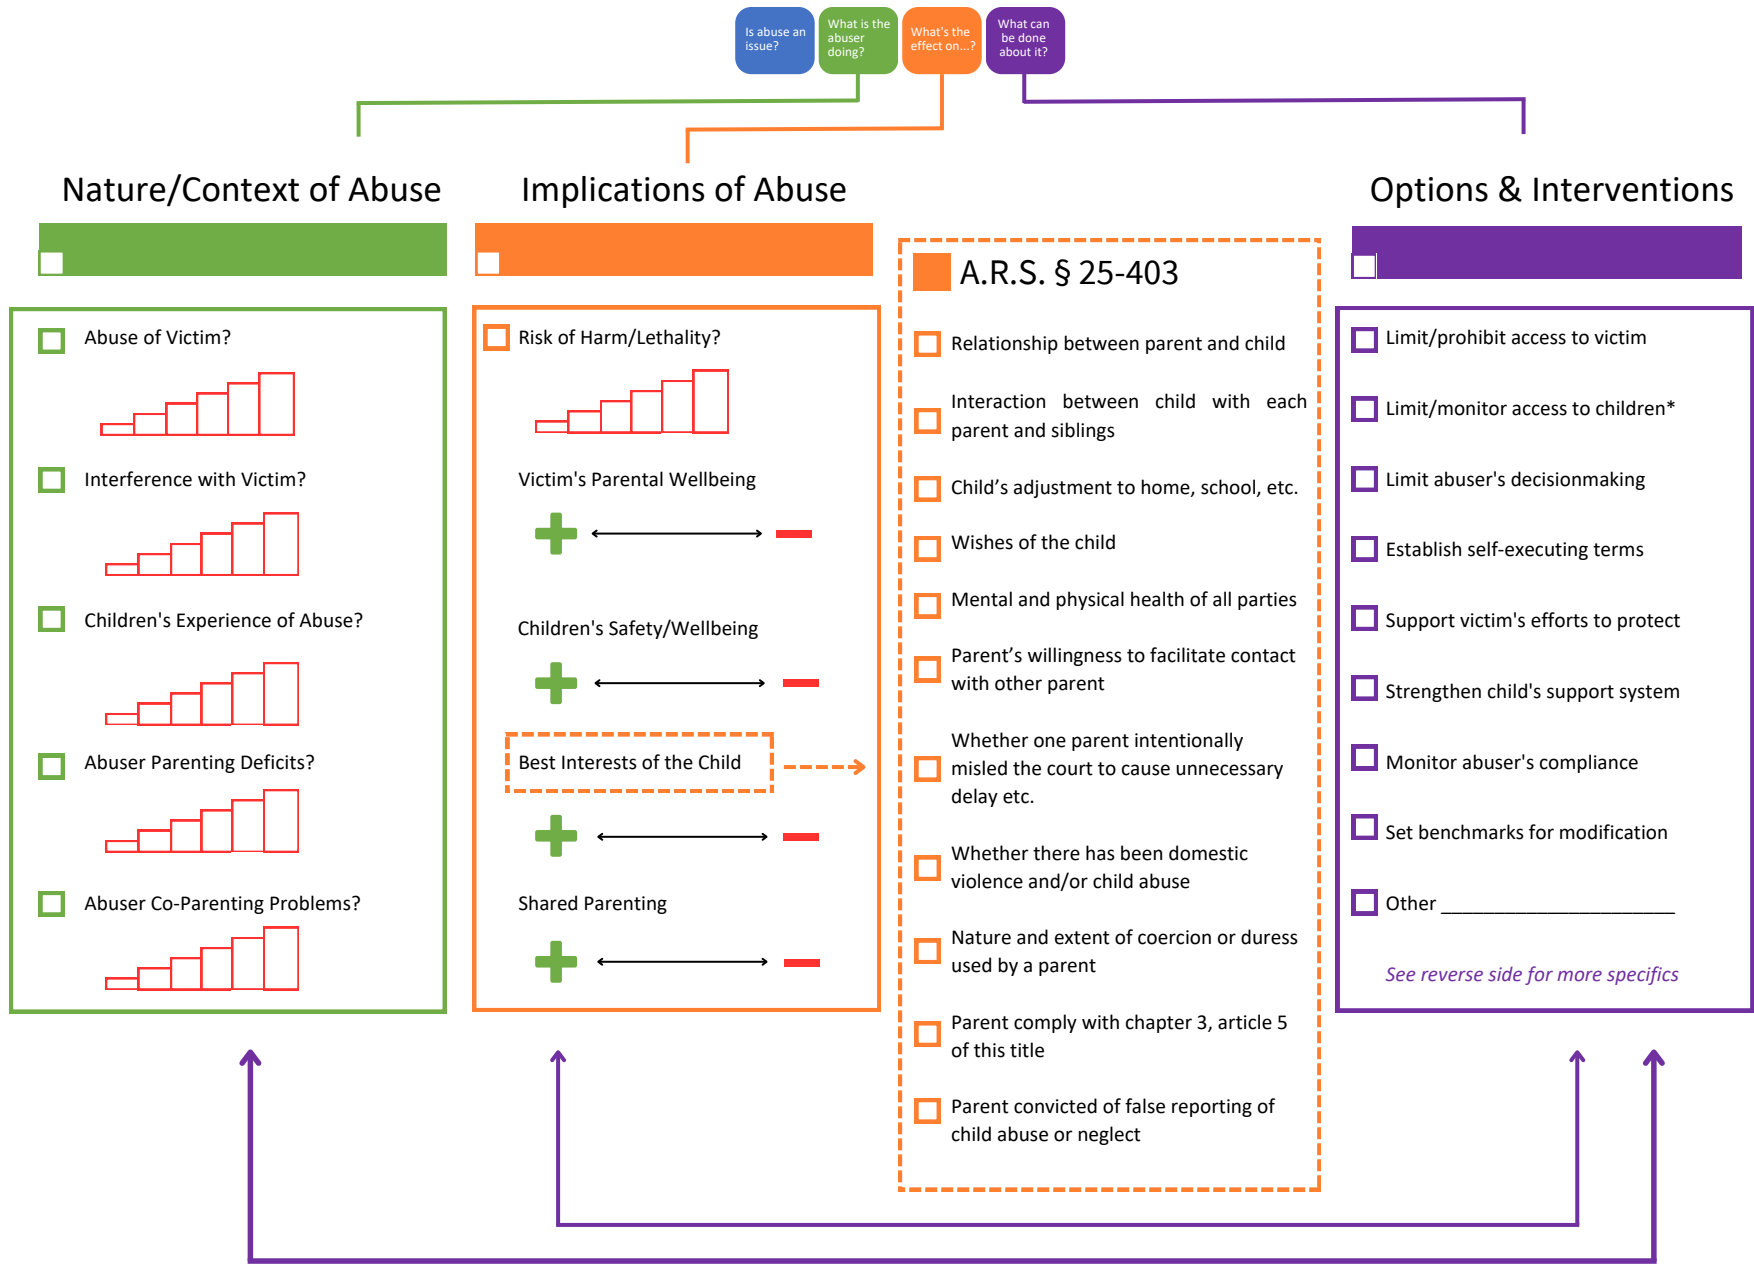 Is abuse an
issue?
What is the
abuser
doing?
What's the
effect on...?
What can
be done
about it?
Nature/Context of Abuse
Abuse of Victim?
Interference with Victim?
Children's Experience of Abuse?
Abuser Parenting Deficits?
Abuser Co-Parenting Problems?
Implications of Abuse
Risk of Harm/Lethality?
Victim's Parental Wellbeing
Children's Safety/Wellbeing
Best Interests of the Child
Shared Parenting
A.R.S. § 25-403
Relationship between parent and child
Interaction between child with each
parent and siblings
Child’s adjustment to home, school, etc.
Wishes of the child
Mental and physical health of all parties
Parent’s willingness to facilitate contact
with other parent
Whether one parent intentionally
misled the court to cause unnecessary
delay etc.
Whether there has been domestic
violence and/or child abuse
Nature and extent of coercion or duress
used by a parent
Parent comply with chapter 3, article 5
of this title
Parent convicted of false reporting of
child abuse or neglect
Options & Interventions
Limit/prohibit access to victim
Limit/monitor access to children*
Limit abuser's decisionmaking
Establish self-executing terms
Support victim's efforts to protect
Strengthen child's support system
Monitor abuser's compliance
Set benchmarks for modification
Other ______________________
See reverse side for more specifics